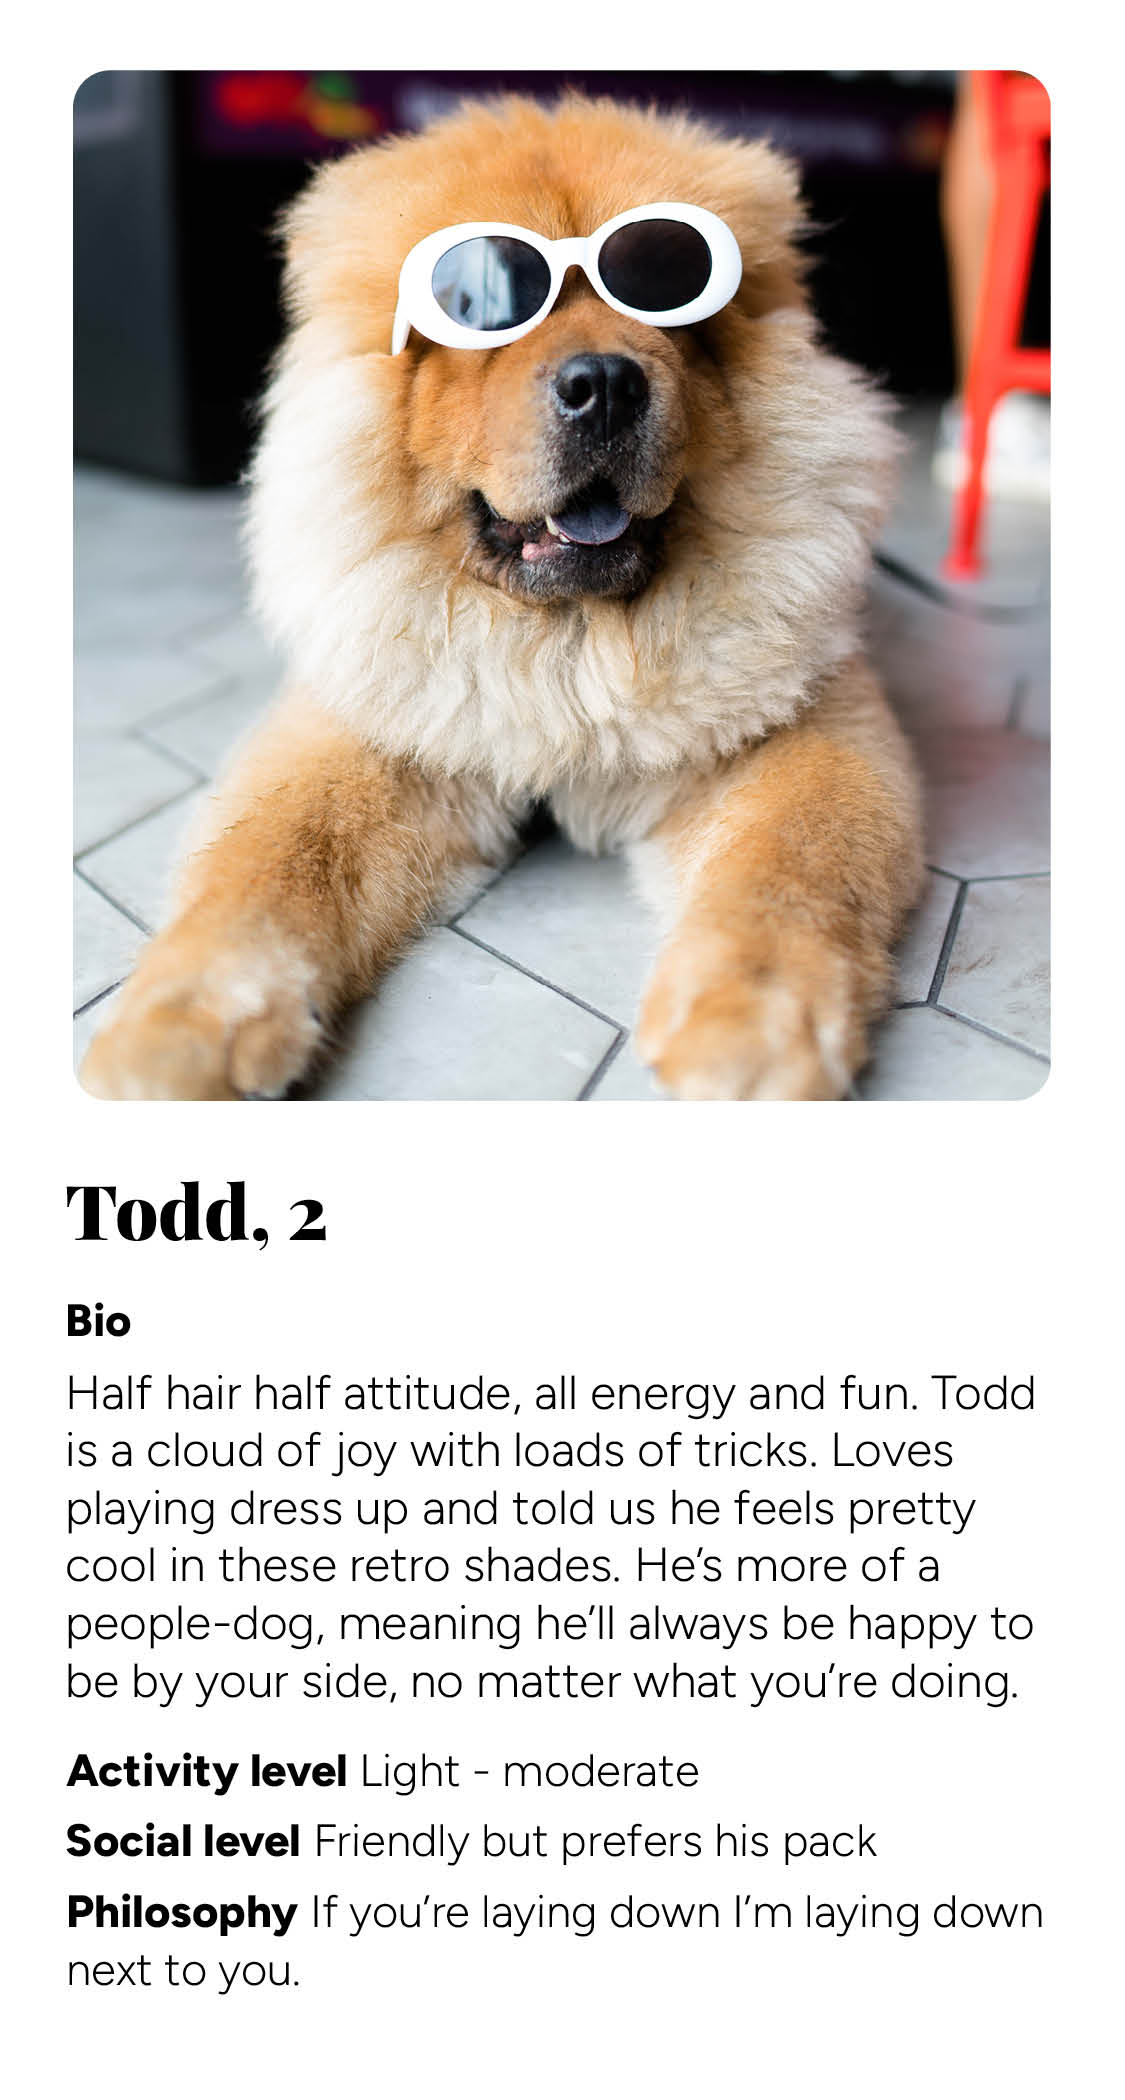 Todd, 2
Bio
Half hair half attitude, all energy and fun. Todd
is a cloud of joy with loads of tricks. Loves
playing dress up and told us he feels pretty
cool in these retro shades. He’s more of a
people-dog, meaning he’ll always be happy to
be by your side, no matter what you’re doing.
Activity level Light - moderate
Social level Friendly but prefers his pack
Philosophy If you’re laying down I’m laying down
next to you.